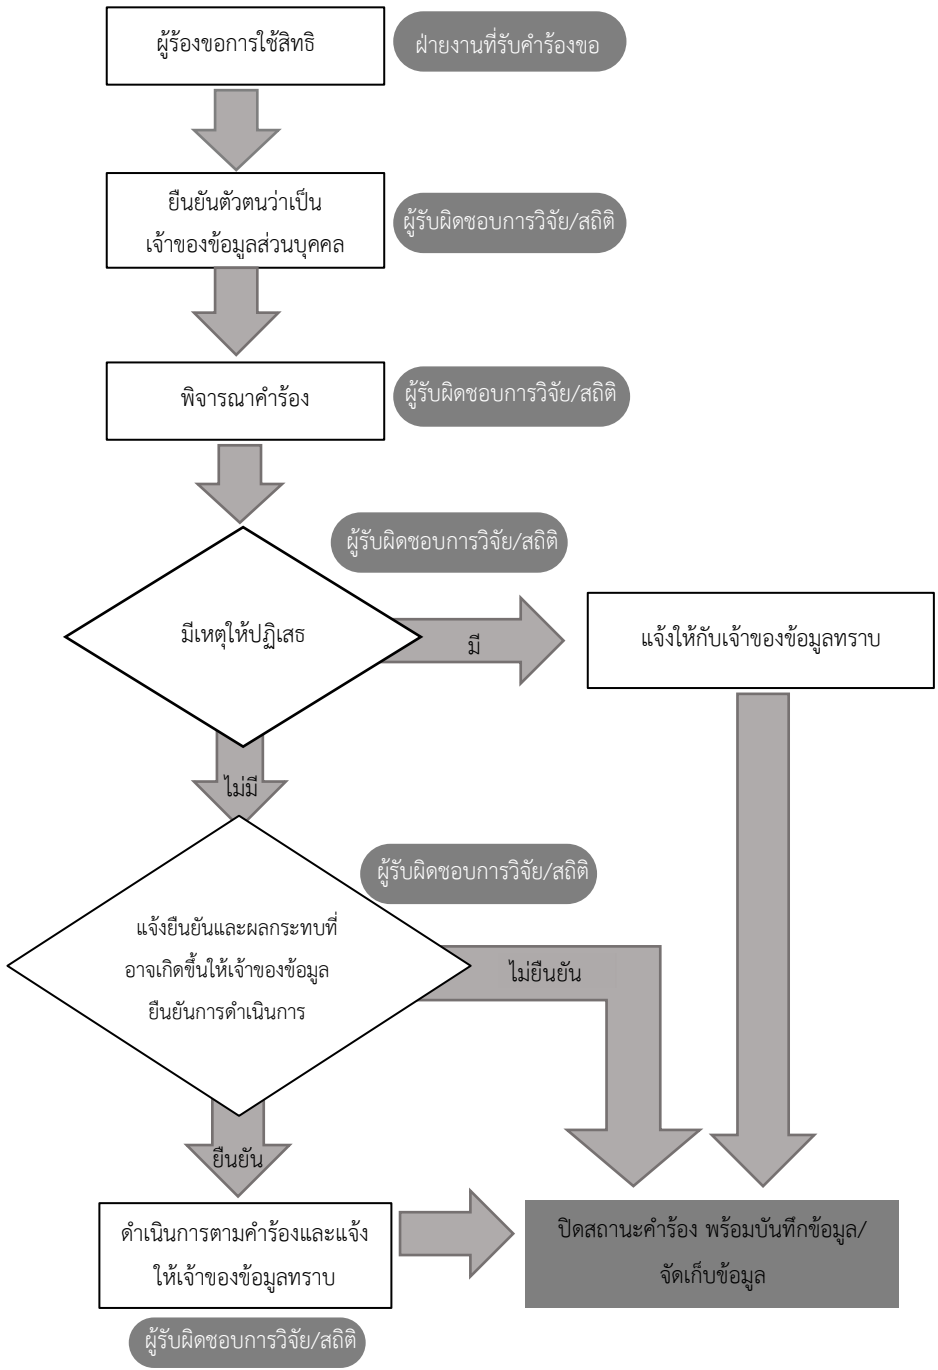 ผู้ร้องขอการใช้สิทธิ
ฝ่ายงานที่รับคำร้องขอ
ยืนยันตัวตนว่าเป็น
เจ้าของข้อมูลส่วนบุคคล
ผู้รับผิดชอบการวิจัย/สถิติ
พิจารณาคำร้อง
ผู้รับผิดชอบการวิจัย/สถิติ
ผู้รับผิดชอบการวิจัย/สถิติ
มีเหตุให้ปฏิเสธ
มี
แจ้งให้กับเจ้าของข้อมูลทราบ
ไม่มี
ผู้รับผิดชอบการวิจัย/สถิติ
แจ้งยืนยันและผลกระทบที่
อาจเกิดขึ้นให้เจ้าของข้อมูล
ยืนยันการดำเนินการ
ไม่ยืนยัน
ยืนยัน
ดำเนินการตามคำร้องและแจ้ง
ให้เจ้าของข้อมูลทราบ
ปิดสถานะคำร้อง พร้อมบันทึกข้อมูล/
จัดเก็บข้อมูล
ผู้รับผิดชอบการวิจัย/สถิติ